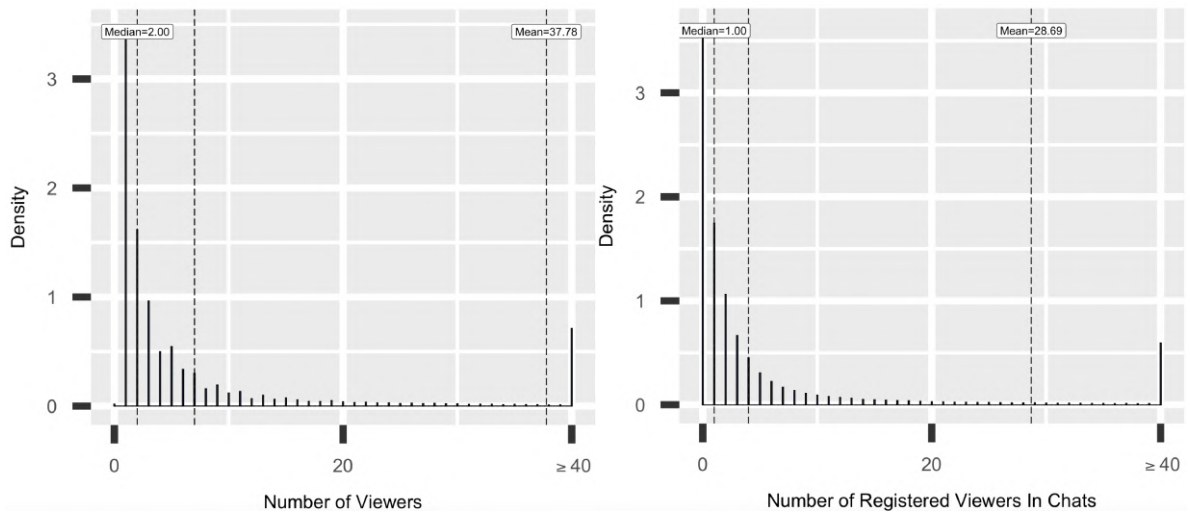 Median=2.00
Mean=37.78
3
2
1
0
Density
0
20
≥ 40
Number of Viewers
Median=1.00
Mean=28.69
3
2
1
0
Density
0
20
≥ 40
Number of Registered Viewers In Chats